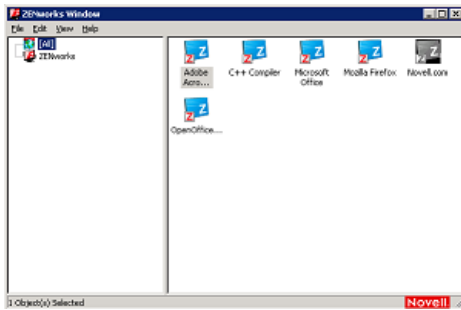 ZENworks Window
File Edit View Help
[All]
ZENworks
Adobe Acro...
C++ Compiler
Microsoft Office
Mozilla Firefox
Novell.com
OpenOffice...
1 Object(s) Selected
Novell